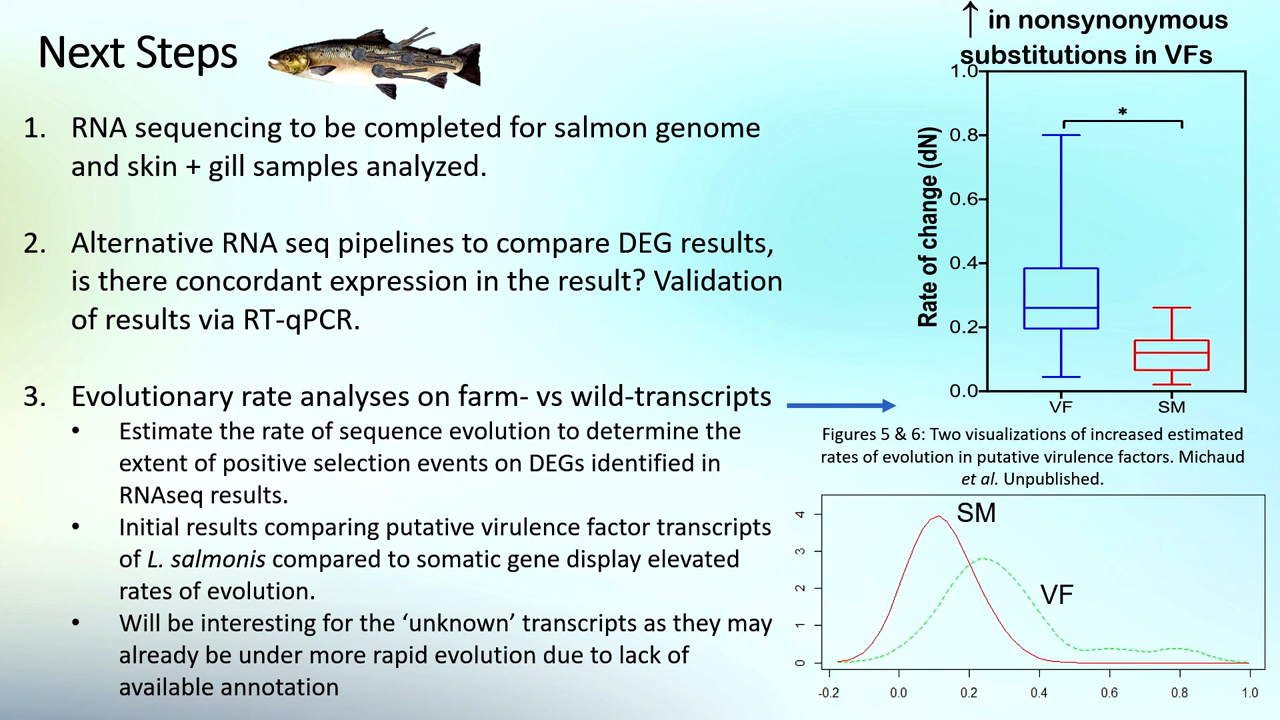 Next Steps
1. RNA sequencing to be completed for salmon genome
and skin + gill samples analyzed.
2. Alternative RNA seq pipelines to compare DEG results,
is there concordant expression in the result? Validation
of results via RT-qPCR.
3. Evolutionary rate analyses on farm- vs wild-transcripts
• Estimate the rate of sequence evolution to determine the
extent of positive selection events on DEGs identified in
RNAseq results.
• Initial results comparing putative virulence factor transcripts
of L. salmonis compared to somatic gene display elevated
rates of evolution.
• Will be interesting for the ‘unknown’ transcripts as they may
already be under more rapid evolution due to lack of
available annotation
↑ in nonsynonymous
substitutions in VFs
Rate of change (dN)
1.0
0.8
0.6
0.4
0.2
0.0
*
VF SM
Figures 5 & 6: Two visualizations of increased estimated
rates of evolution in putative virulence factors. Michaud
et al. Unpublished.
SM
VF
4
3
2
1
0
-0.2 0.0 0.2 0.4 0.6 0.8 1.0